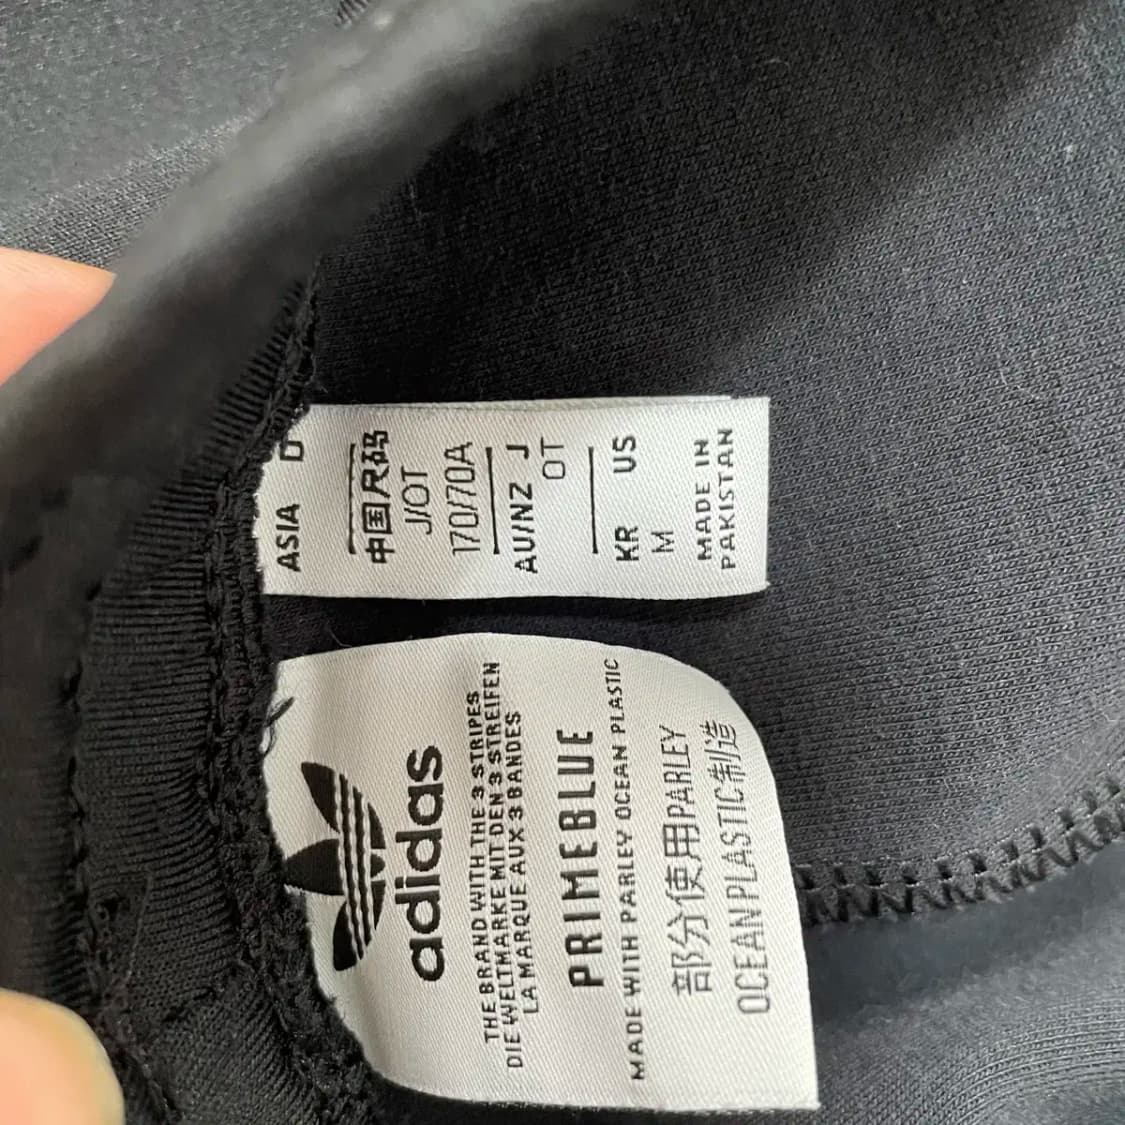 ASIA
中国尺码
J/OT
170/70A
AU/NZ J
OT
KR US
M
MADE IN
PAKISTAN
adidas
THE BRAND WITH THE 3 STRIPES
DIE WELTMARKE MIT DEN 3 STREIFEN
LA MARQUE AUX 3 BANDES
PRIMEBLUE
MADE WITH PARLEY OCEAN PLASTIC
部分使用PARLEY
OCEAN PLASTIC制造